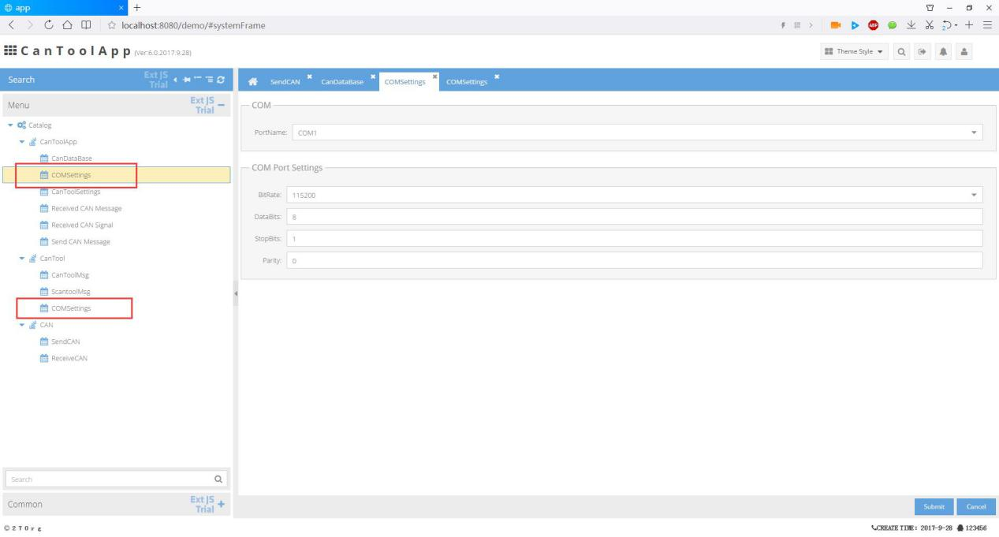 app
localhost:8080/demo/#systemFrame
ABP
2
CanToolApp (Ver:6.0.2017.9.28)
Theme Style
Search
Ext JS
Trial
SendCAN
CanDataBase
COMSettings
COMSettings
Menu
Ext JS
Trial
Catalog
CanToolApp
CanDataBase
COMSettings
CanToolSettings
Received CAN Message
Received CAN Signal
Send CAN Message
CanTool
CanToolMsg
ScantoolMsg
COMSettings
CAN
SendCAN
ReceiveCAN
COM
PortName: COM1
COM Port Settings
BitRate: 115200
DataBits: 8
StopBits: 1
Parity: 0
Search
Common
Ext JS
Trial
Submit
Cancel
©2TOrg
CREATE TIME: 2017-9-28 123456